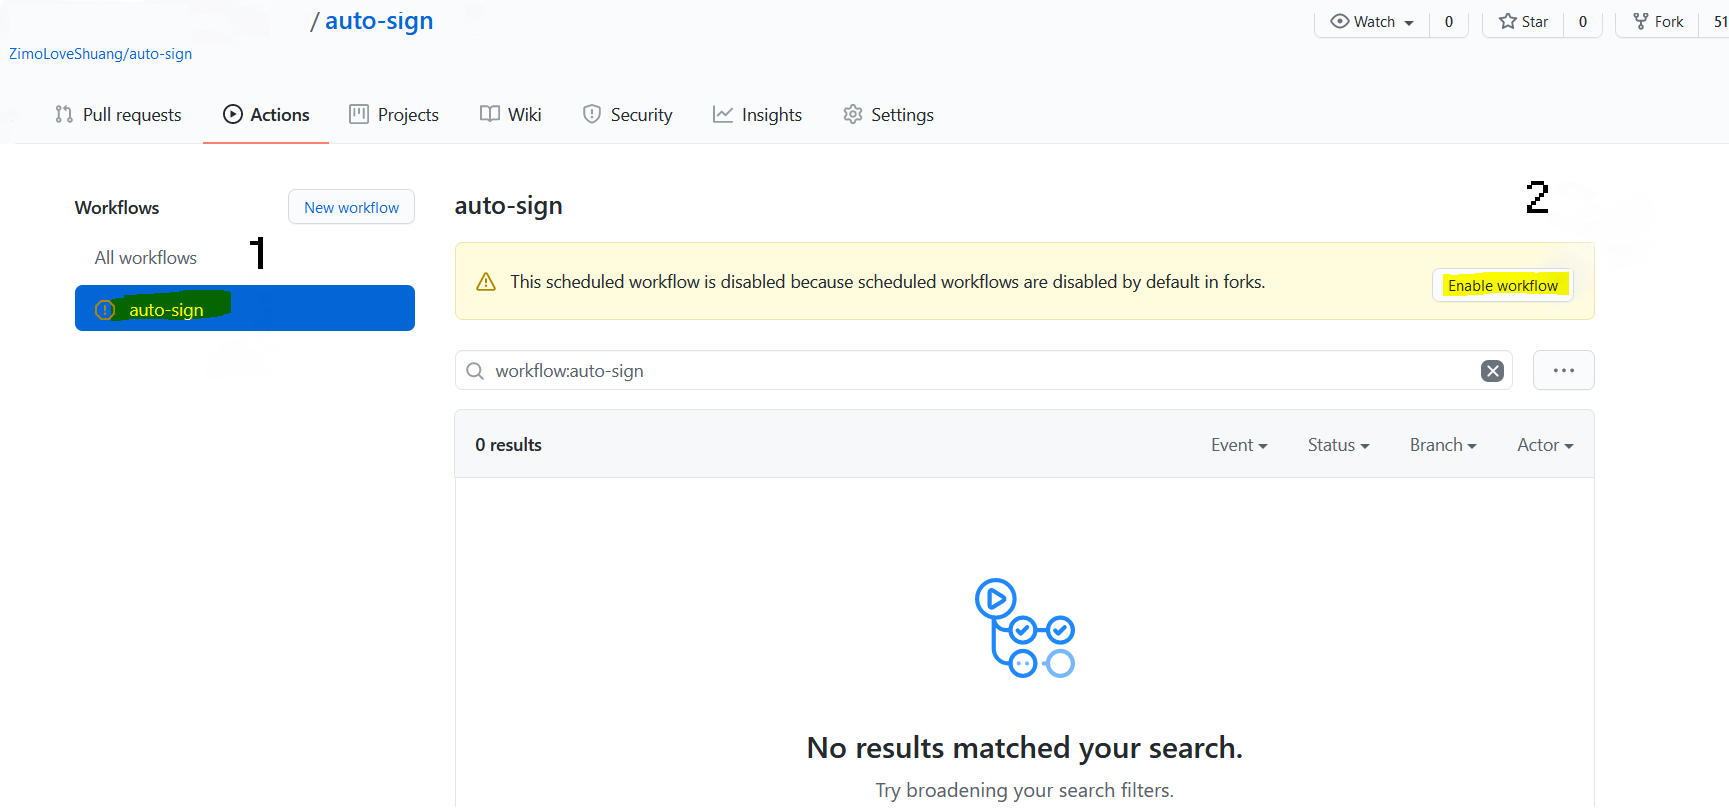 / auto-sign
Watch 0 Star 0 Fork 51
ZimoLoveShuang/auto-sign
Pull requests Actions Projects Wiki Security Insights Settings
2
Workflows New workflow auto-sign
1
All workflows
This scheduled workflow is disabled because scheduled workflows are disabled by default in forks. Enable workflow
auto-sign
workflow:auto-sign
0 results Event Status Branch Actor
No results matched your search.
Try broadening your search filters.